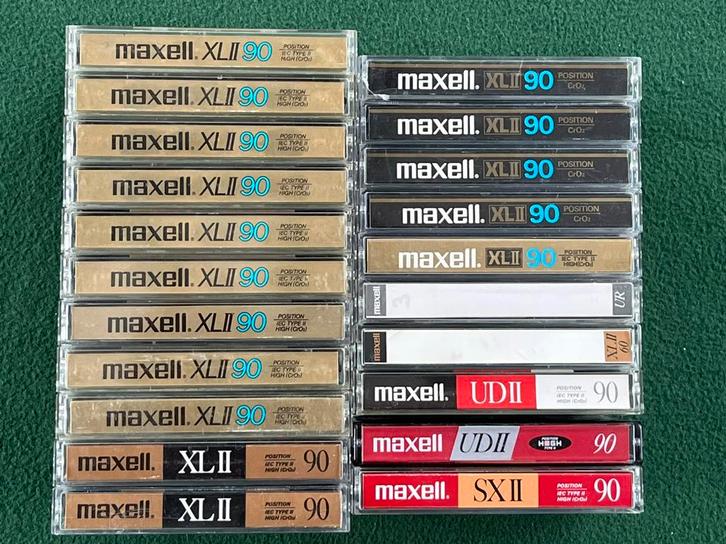 maxell. XLII 90 POSITION IEC TYPE II HIGH (CrO₂)
maxell. XLII 90 POSITION IEC TYPE II HIGH (CrO₂)
maxell. XLII 90 POSITION IEC TYPE II HIGH (CrO₂)
maxell. XLII 90 POSITION IEC TYPE II HIGH (CrO₂)
maxell. XLII 90 POSITION IEC TYPE II HIGH (CrO₂)
maxell. XLII 90 POSITION IEC TYPE II HIGH (CrO₂)
maxell. XLII 90 POSITION IEC TYPE II HIGH (CrO₂)
maxell. XLII 90 POSITION IEC TYPE II HIGH (CrO₂)
maxell. XLII 90 POSITION IEC TYPE II HIGH (CrO₂)
maxell. XLII POSITION IEC TYPE II HIGH (CrO₂) 90
maxell. XLII POSITION IEC TYPE II HIGH (CrO₂) 90
maxell. XLII 90 POSITION CrO₂
maxell. XLII 90 POSITION CrO₂
maxell. XLII 90 POSITION CrO₂
maxell. XLII 90 POSITION CrO₂
maxell. XLII 90 POSITION IEC TYPE II HIGH(CrO₂)
maxell UR
maxell XLII 60
maxell. UDII POSITION IEC TYPE II HIGH 90
maxell UDII POSITION HIGH TYPE II 90
maxell. SXII POSITION IEC TYPE II HIGH 90